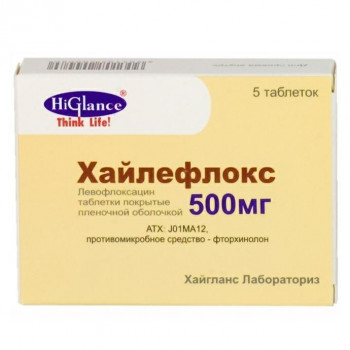 HiGlance®
Think Life!
5 таблеток
Хайлефлокс
Левофлоксацин
таблетки покрытые
пленочной оболочкой
500мг
АТХ: J01MA12,
противомикробное средство - фторхинолон
Хайгланс Лабораториз